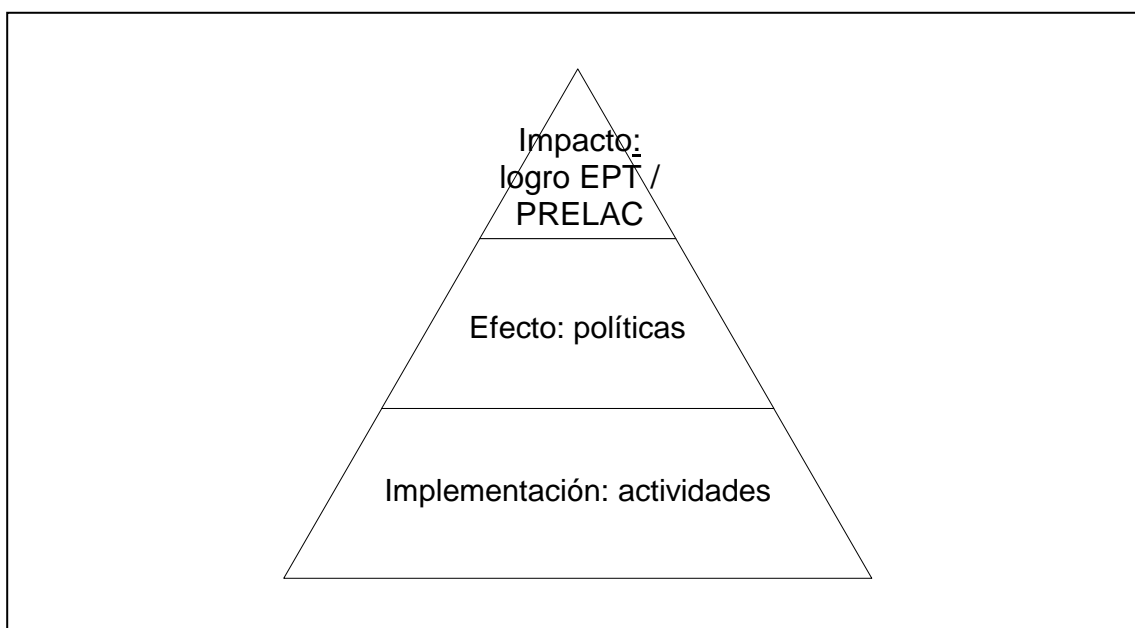 Impacto:
logro EPT /
PRELAC
Efecto: políticas
Implementación: actividades